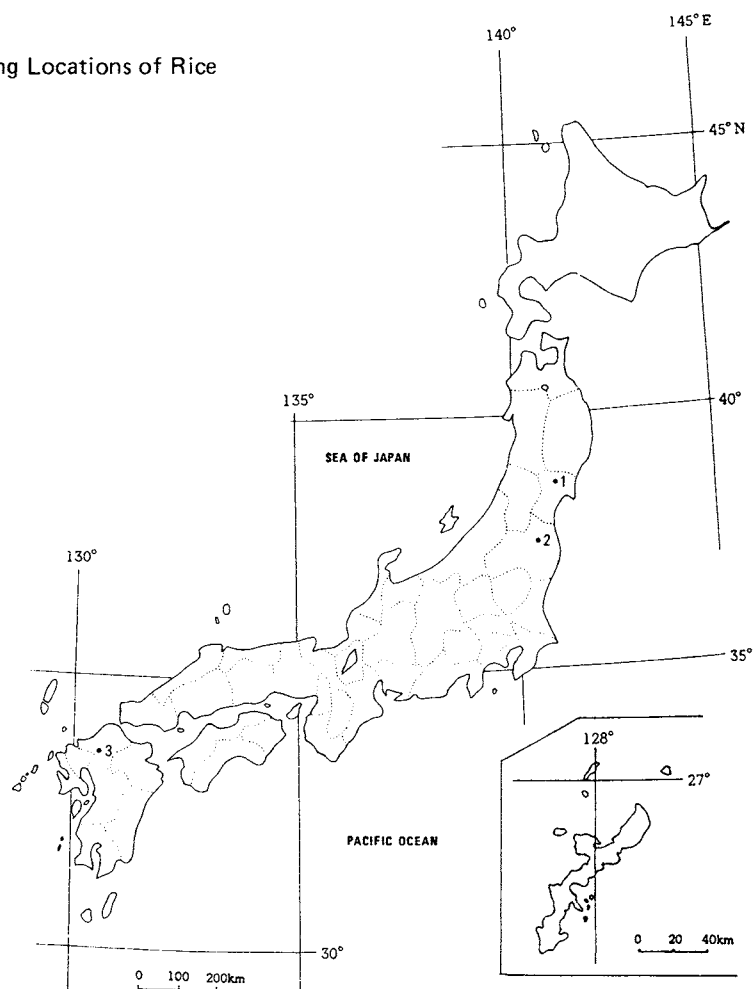 ng Locations of Rice
140°
145°E
45°N
40°
135°
SEA OF JAPAN
1
2
130°
35°
3
128°
27°
PACIFIC OCEAN
30°
0 100 200km
0 20 40km